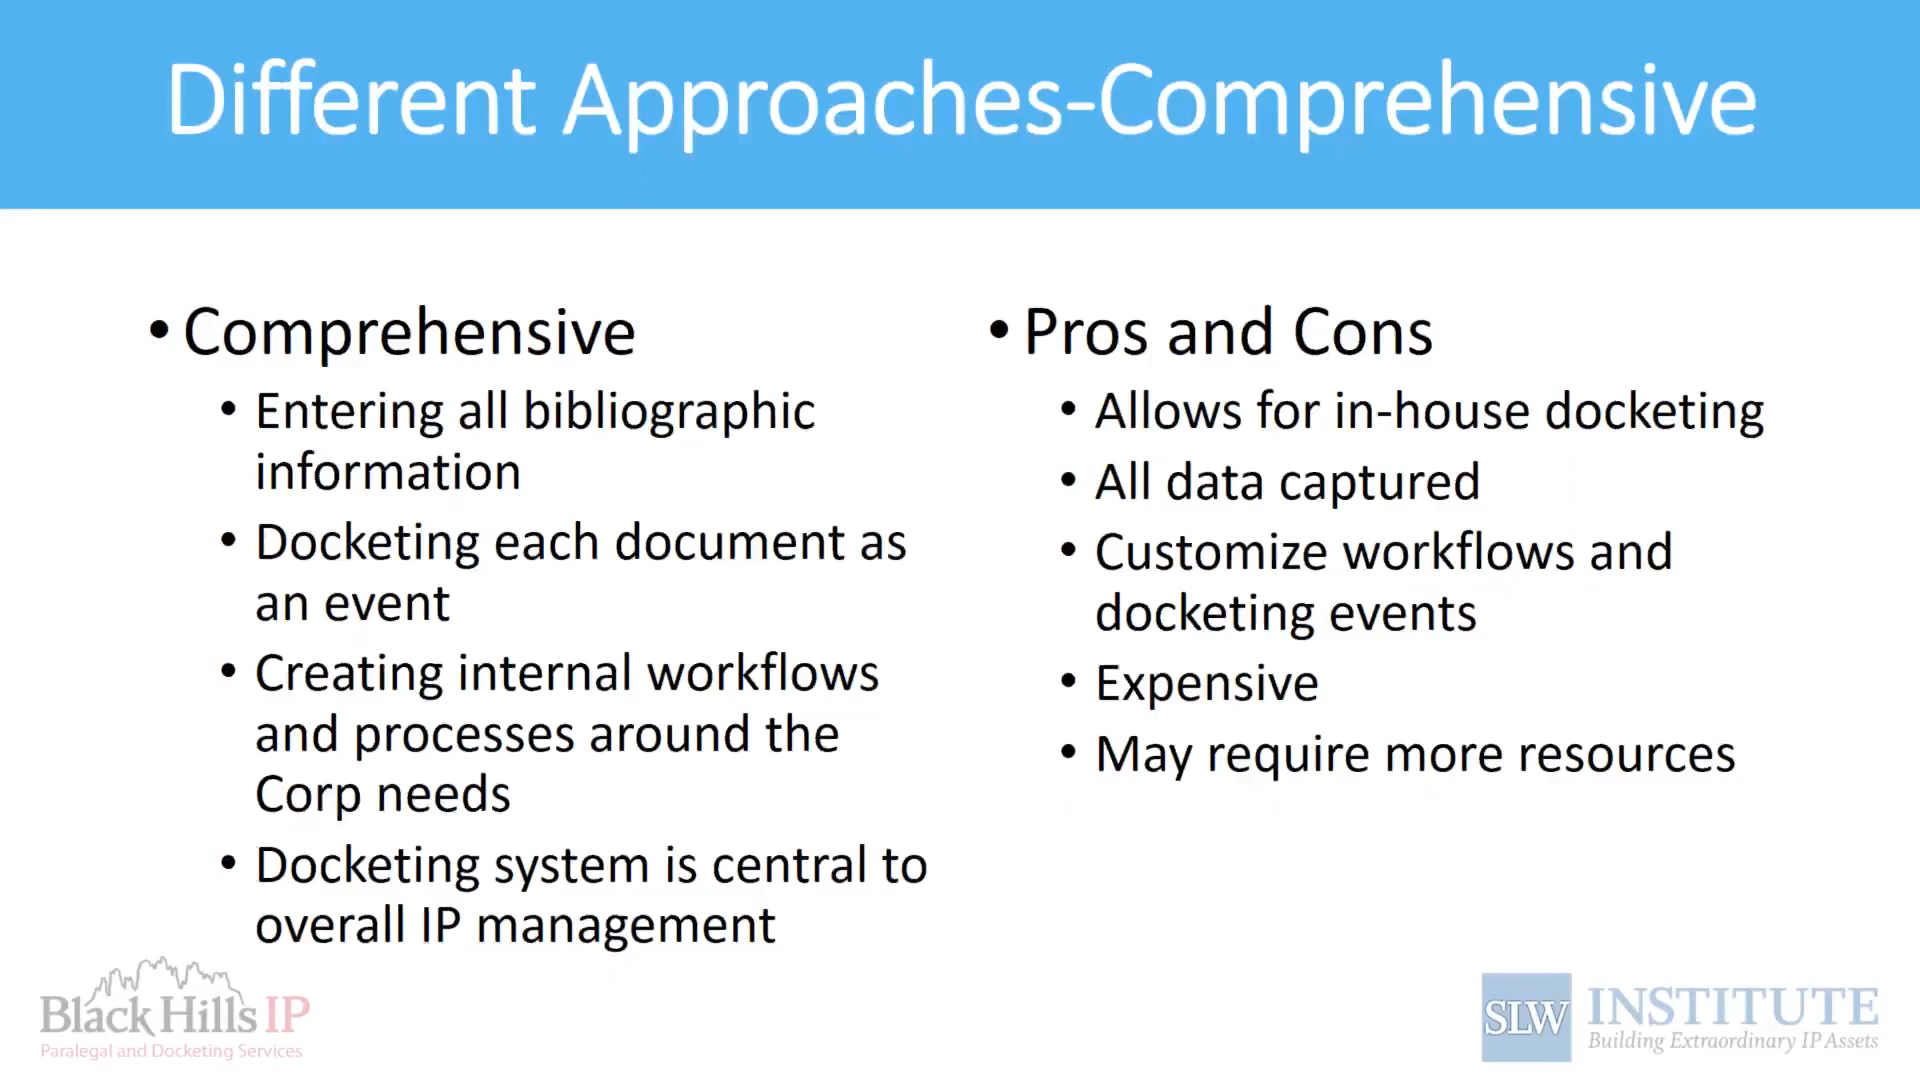 Different Approaches-Comprehensive
• Comprehensive
• Entering all bibliographic
information
• Docketing each document as
an event
• Creating internal workflows
and processes around the
Corp needs
• Docketing system is central to
overall IP management
• Pros and Cons
• Allows for in-house docketing
• All data captured
• Customize workflows and
docketing events
• Expensive
• May require more resources
Black Hills IP
Paralegal and Docketing Services
SLW INSTITUTE
Building Extraordinary IP Assets